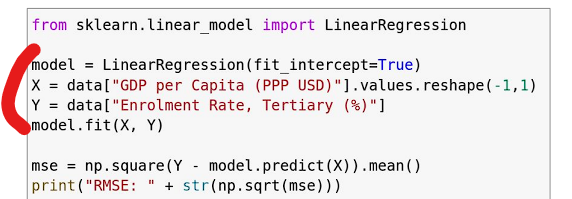 from sklearn.linear_model import LinearRegression
model = LinearRegression(fit_intercept=True)
X = data["GDP per Capita (PPP USD)"].values.reshape(-1,1)
Y = data["Enrolment Rate, Tertiary (%)"]
model.fit(X, Y)
mse = np.square(Y - model.predict(X)).mean()
print("RMSE: " + str(np.sqrt(mse)))